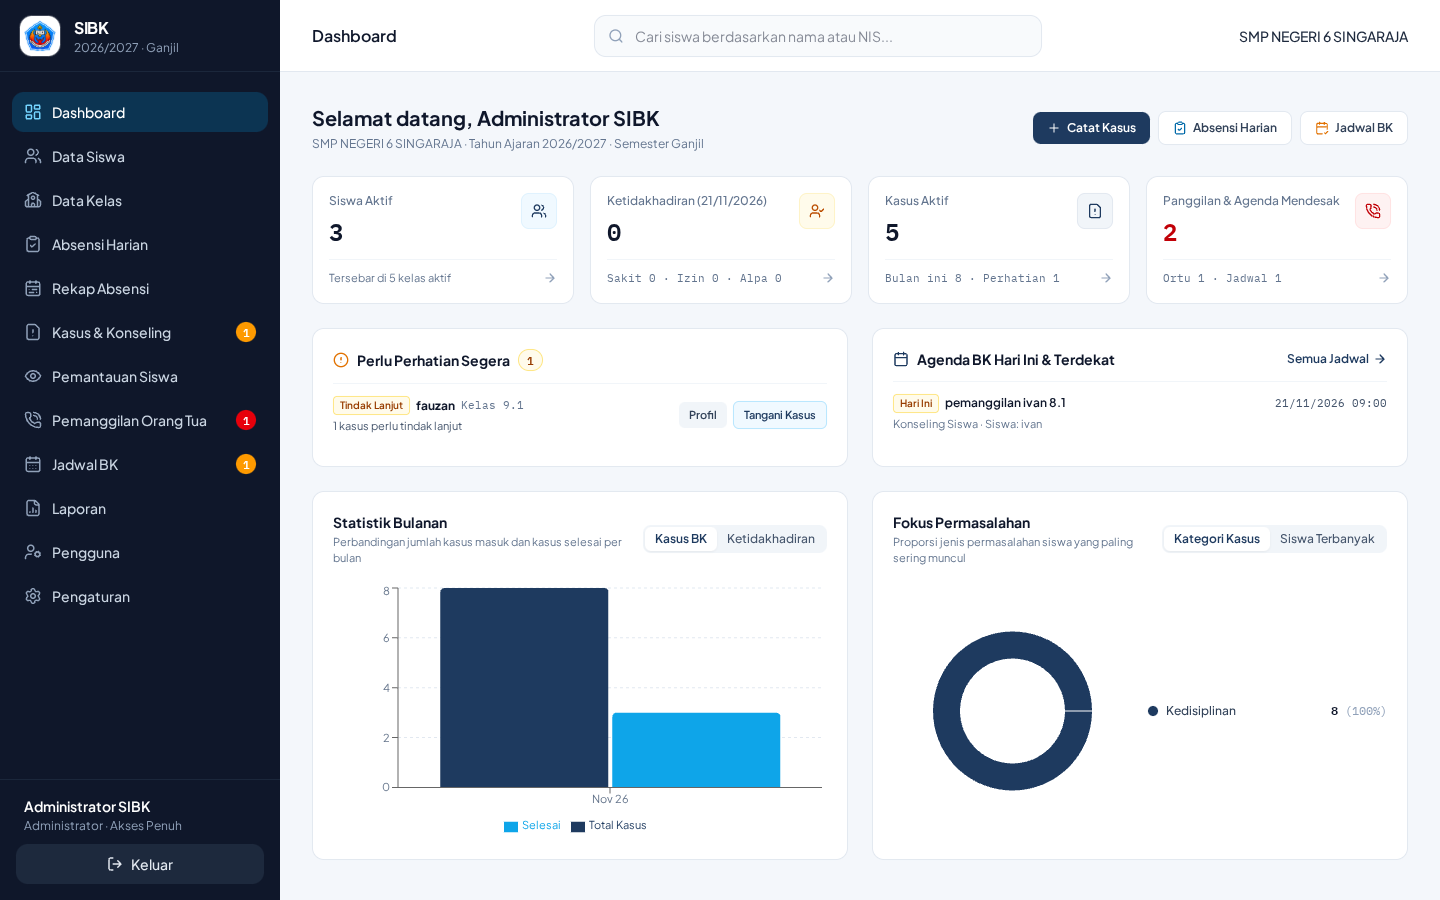 SIBK
2026/2027 · Ganjil
Dashboard
Data Siswa
Data Kelas
Absensi Harian
Rekap Absensi
Kasus & Konseling 1
Pemantauan Siswa
Pemanggilan Orang Tua 1
Jadwal BK 1
Laporan
Pengguna
Pengaturan
Administrator SIBK
Administrator · Akses Penuh
Keluar
Dashboard
Cari siswa berdasarkan nama atau NIS...
SMP NEGERI 6 SINGARAJA
Selamat datang, Administrator SIBK
SMP NEGERI 6 SINGARAJA · Tahun Ajaran 2026/2027 · Semester Ganjil
Catat Kasus
Absensi Harian
Jadwal BK
Siswa Aktif
3
Tersebar di 5 kelas aktif
Ketidakhadiran (21/11/2026)
0
Sakit 0 · Izin 0 · Alpa 0
Kasus Aktif
5
Bulan ini 8 · Perhatian 1
Panggilan & Agenda Mendesak
2
Ortu 1 · Jadwal 1
Perlu Perhatian Segera 1
Tindak Lanjut fauzan Kelas 9.1
1 kasus perlu tindak lanjut
Profil
Tangani Kasus
Agenda BK Hari Ini & Terdekat
Semua Jadwal
Hari Ini pemanggilan ivan 8.1
21/11/2026 09:00
Konseling Siswa · Siswa: ivan
Statistik Bulanan
Perbandingan jumlah kasus masuk dan kasus selesai per
bulan
Kasus BK
Ketidakhadiran
8
6
4
2
0
Nov 26
Selesai
Total Kasus
Fokus Permasalahan
Proporsi jenis permasalahan siswa yang paling
sering muncul
Kategori Kasus
Siswa Terbanyak
Kedisiplinan
8 (100%)